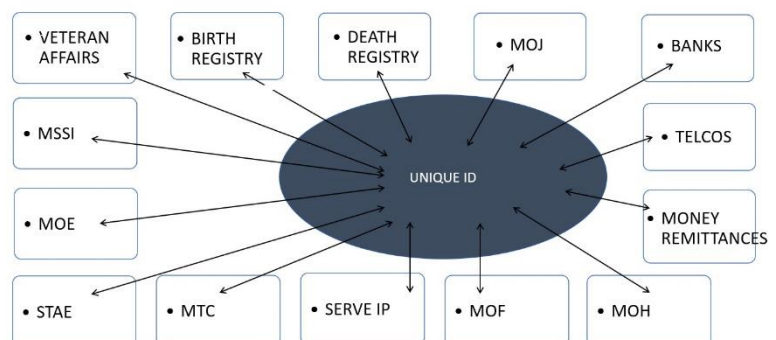 • VETERAN
AFFAIRS
• BIRTH
REGISTRY
• DEATH
REGISTRY
• MOJ
• BANKS
• MSSI
• TELCOS
UNIQUE ID
• MOE
• MONEY
REMITTANCES
• STAE
• MTC
• SERVE IP
• MOF
• MOH